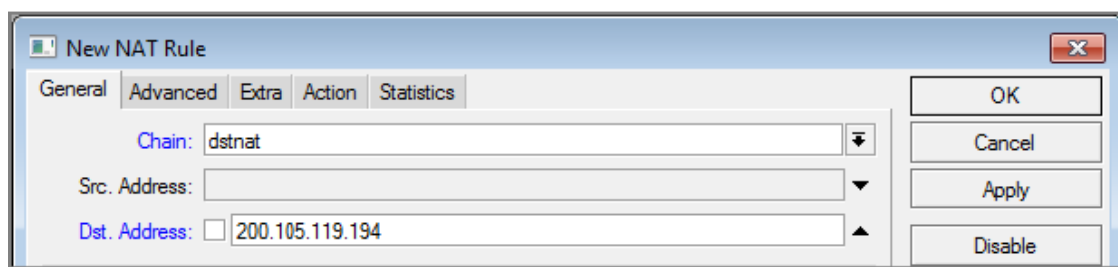 New NAT Rule
General Advanced Extra Action Statistics
OK
Chain: dstnat
Cancel
Src. Address:
Apply
Dst. Address: 200.105.119.194
Disable